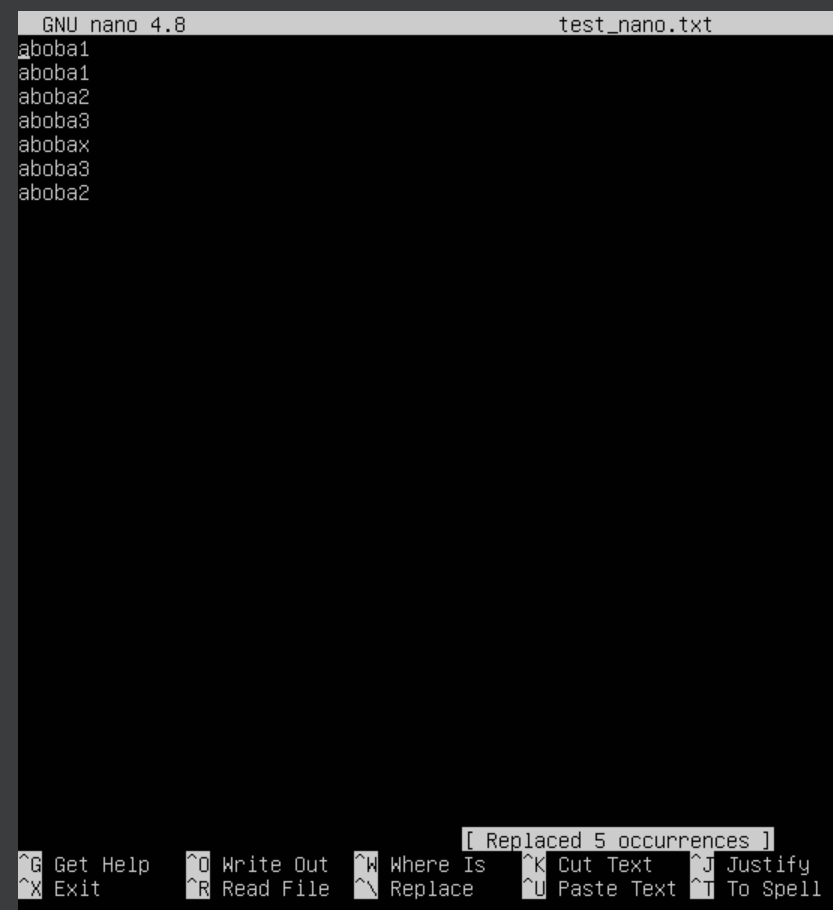 GNU nano 4.8 test_nano.txt
aboba1
aboba1
aboba2
aboba3
abobax
aboba3
aboba2
[ Replaced 5 occurrences ]
^G Get Help ^O Write Out ^W Where Is ^K Cut Text ^J Justify
^X Exit ^R Read File ^\ Replace ^U Paste Text ^T To Spell